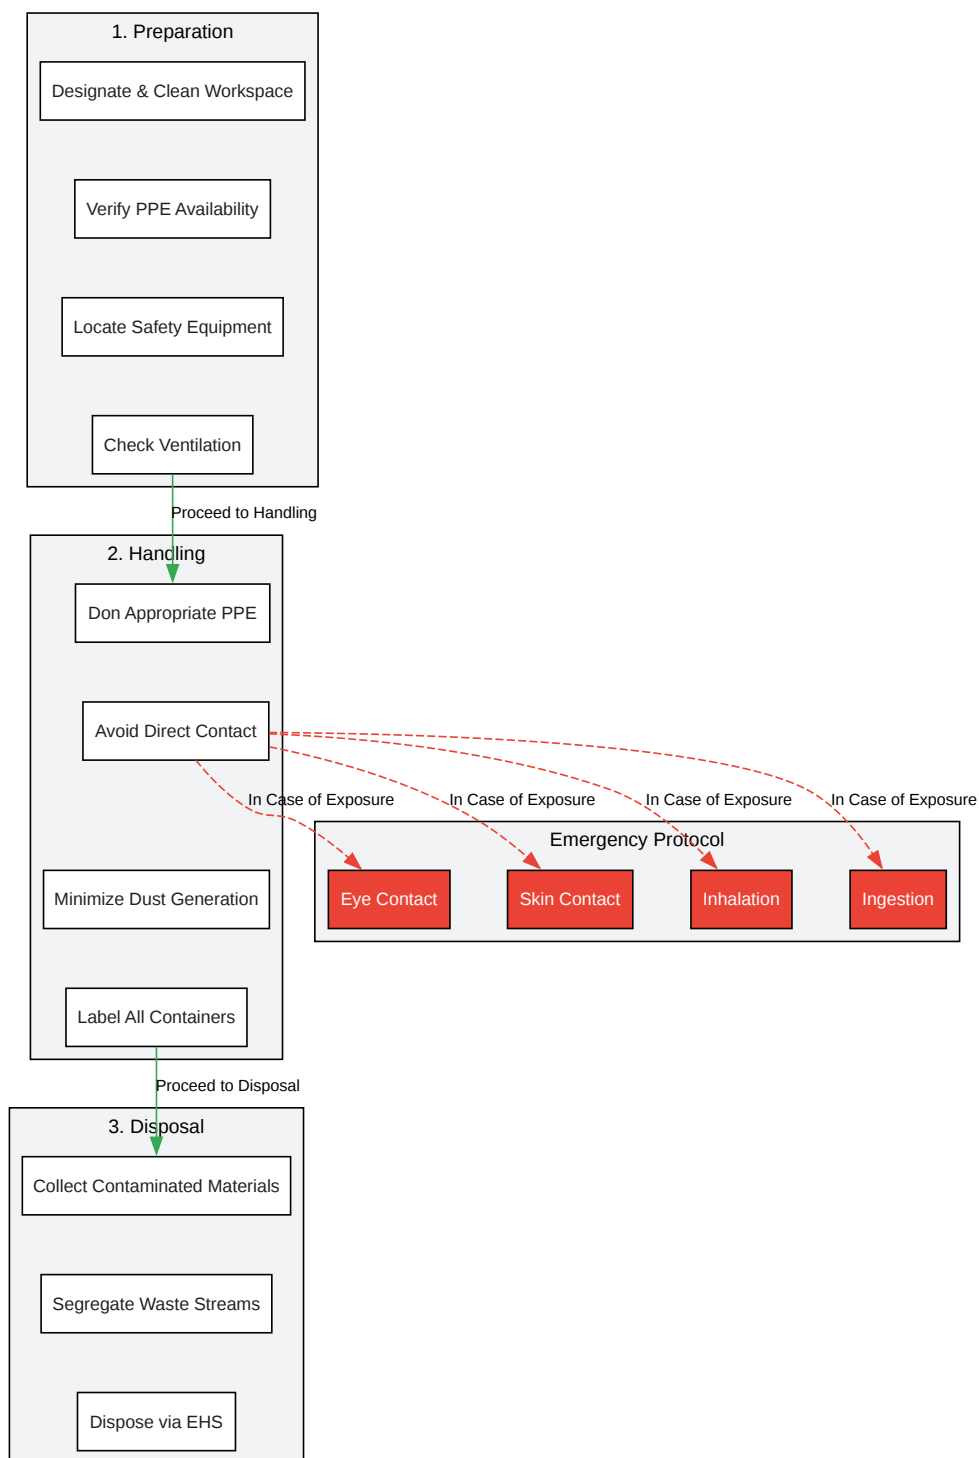 1. Preparation
Designate & Clean Workspace
Verify PPE Availability
Locate Safety Equipment
Check Ventilation
Proceed to Handling
2. Handling
Don Appropriate PPE
Avoid Direct Contact
In Case of Exposure
In Case of Exposure
In Case of Exposure
In Case of Exposure
Emergency Protocol
Eye Contact
Skin Contact
Inhalation
Ingestion
Minimize Dust Generation
Label All Containers
Proceed to Disposal
3. Disposal
Collect Contaminated Materials
Segregate Waste Streams
Dispose via EHS